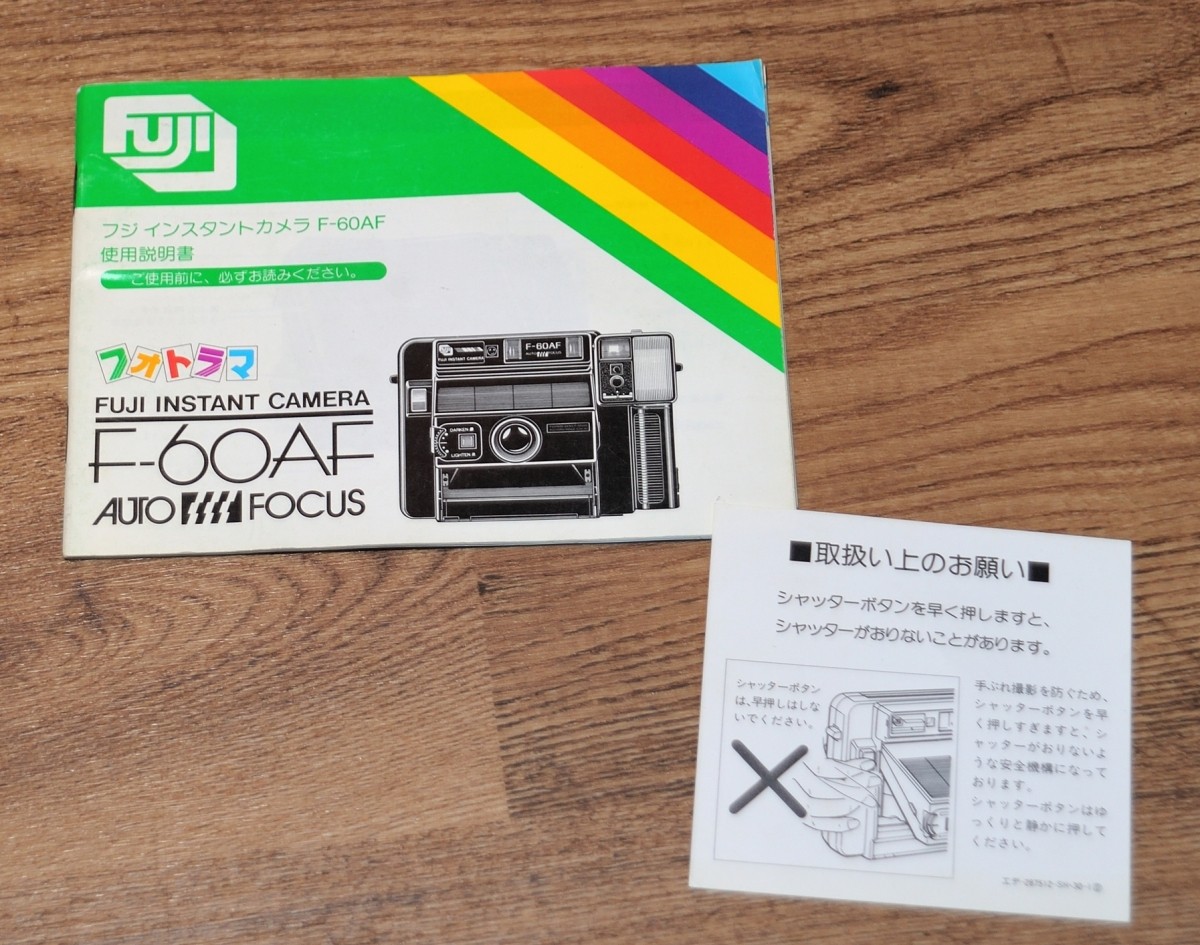 FUJI
フジ インスタントカメラ F-60AF
使用説明書
ご使用前に、必ずお読みください。
フォトラマ
FUJI INSTANT CAMERA
F-60AF
AUTO FOCUS
F-60AF
AUTO FOCUS
FUJI INSTANT CAMERA
DARKEN
LIGHTEN
■取扱い上のお願い■
シャッターボタンを早く押しますと、
シャッターがおりないことがあります。
シャッターボタン
は、早押しはしな
いでください。
手ぶれ撮影を防ぐため、
シャッターボタンを早
く押しすぎますと、シ
ャッターがおりないよ
うな安全機構になって
おります。
シャッターボタンはゆ
っくりと静かに押して
ください。